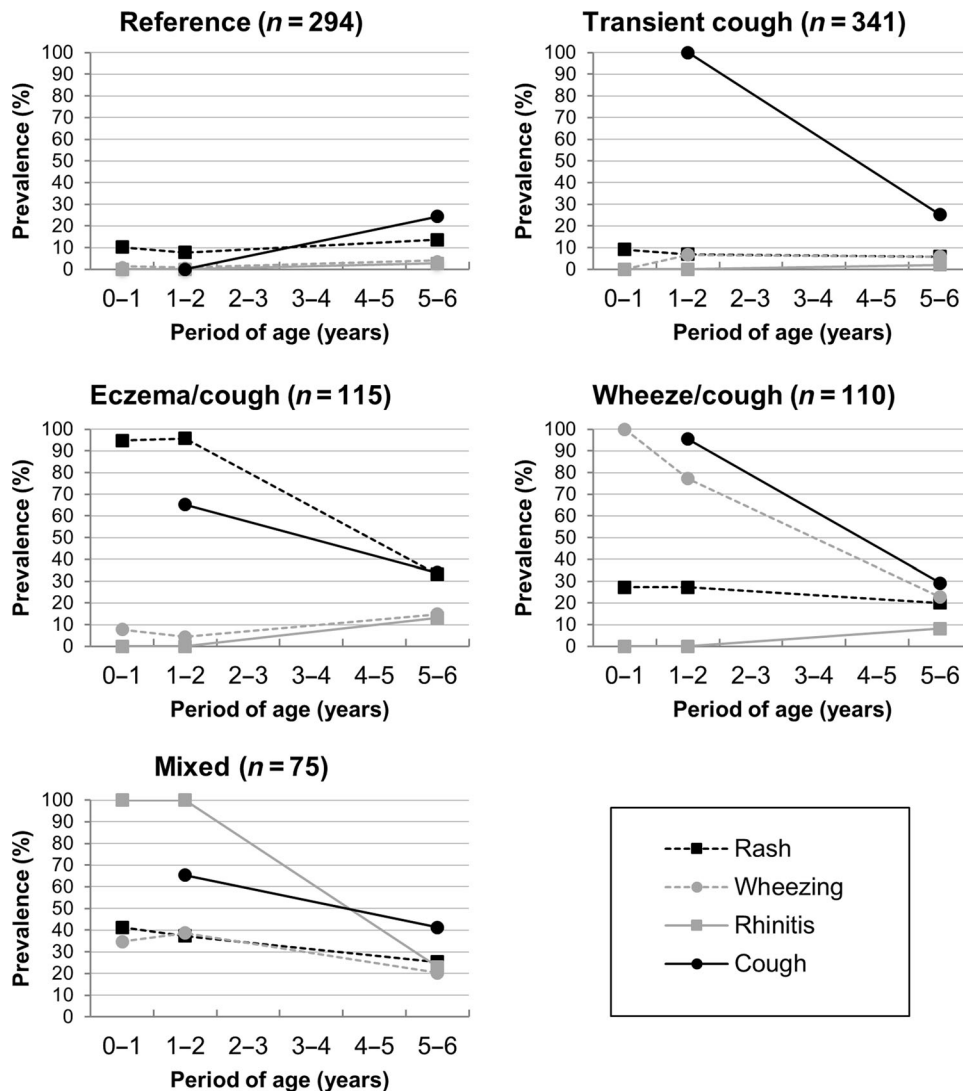 Reference (n = 294)
Prevalence (%)
100
90
80
70
60
50
40
30
20
10
0
0–1 1–2 2–3 3–4 4–5 5–6
Period of age (years)
Transient cough (n = 341)
Prevalence (%)
100
90
80
70
60
50
40
30
20
10
0
0–1 1–2 2–3 3–4 4–5 5–6
Period of age (years)
Eczema/cough (n = 115)
Prevalence (%)
100
90
80
70
60
50
40
30
20
10
0
0–1 1–2 2–3 3–4 4–5 5–6
Period of age (years)
Wheeze/cough (n = 110)
Prevalence (%)
100
90
80
70
60
50
40
30
20
10
0
0–1 1–2 2–3 3–4 4–5 5–6
Period of age (years)
Mixed (n = 75)
Prevalence (%)
100
90
80
70
60
50
40
30
20
10
0
0–1 1–2 2–3 3–4 4–5 5–6
Period of age (years)
Rash
Wheezing
Rhinitis
Cough